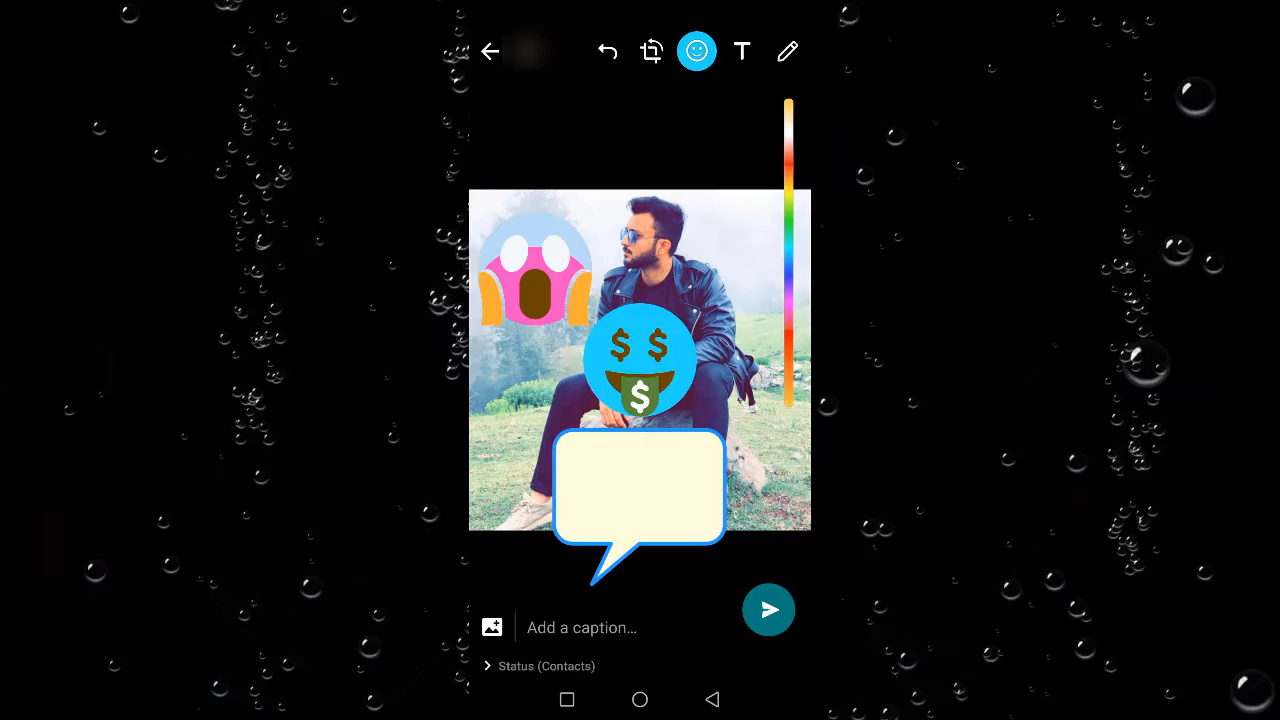 T
$ $
$
Add a caption...
Status (Contacts)